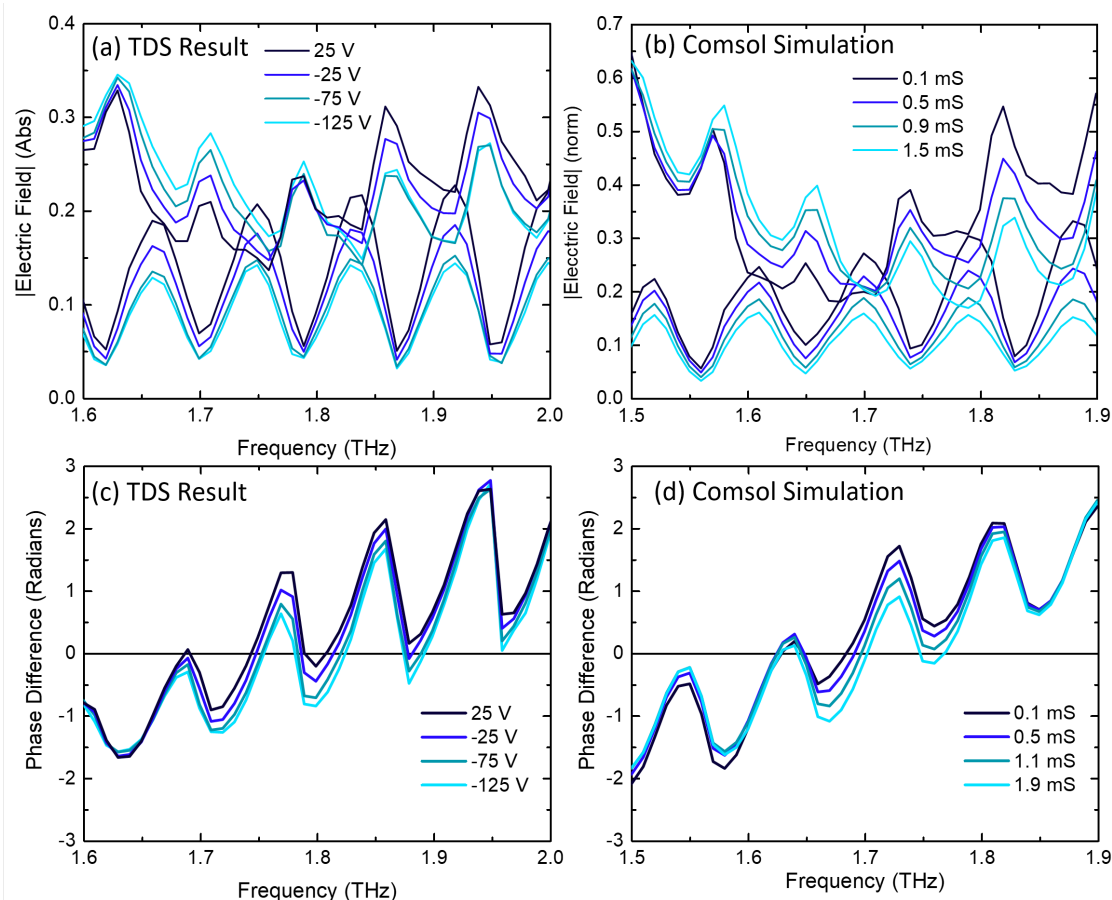 (a) TDS Result
25 V
-25 V
-75 V
-125 V
|Electric Field| (Abs)
0.4
0.3
0.2
0.1
0.0
1.6
1.7
1.8
1.9
2.0
Frequency (THz)
(b) Comsol Simulation
0.1 mS
0.5 mS
0.9 mS
1.5 mS
|Elecctric Field| (norm)
0.7
0.6
0.5
0.4
0.3
0.2
0.1
0.0
1.5
1.6
1.7
1.8
1.9
Frequency (THz)
(c) TDS Result
25 V
-25 V
-75 V
-125 V
Phase Difference (Radians)
3
2
1
0
-1
-2
-3
1.6
1.7
1.8
1.9
2.0
Frequency (THz)
(d) Comsol Simulation
0.1 mS
0.5 mS
1.1 mS
1.9 mS
Phase Difference (Radians)
3
2
1
0
-1
-2
-3
1.5
1.6
1.7
1.8
1.9
Frequency (THz)